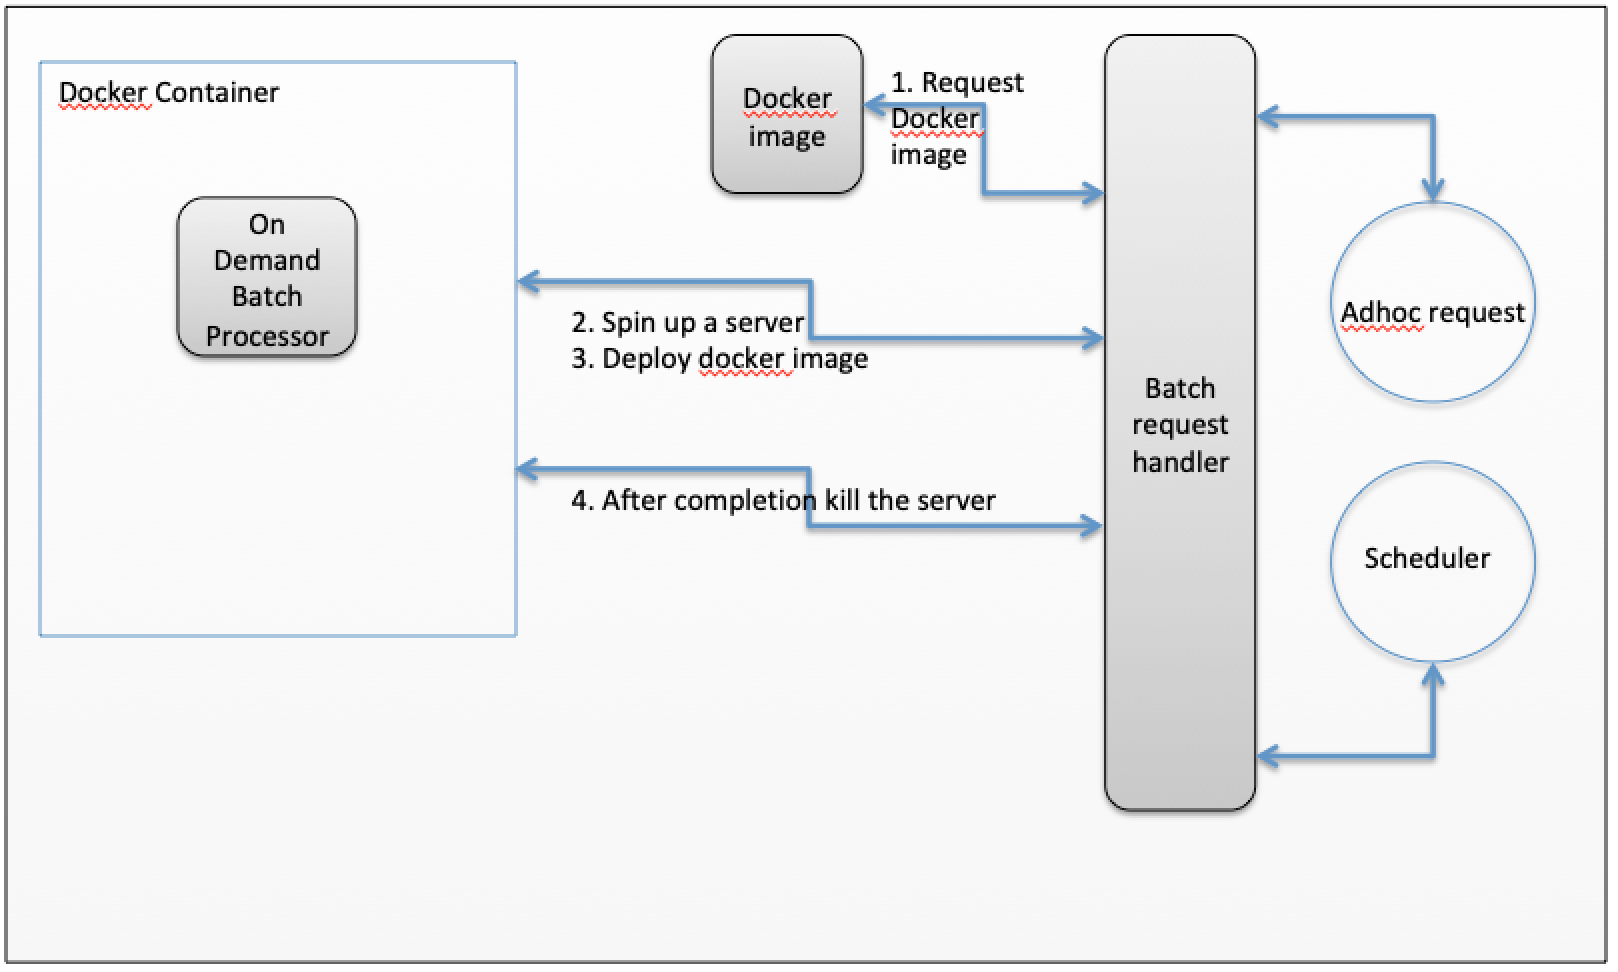 Docker Container
On
Demand
Batch
Processor
Docker
image
1. Request
Docker
image
2. Spin up a server
3. Deploy docker image
4. After completion kill the server
Batch
request
handler
Adhoc request
Scheduler